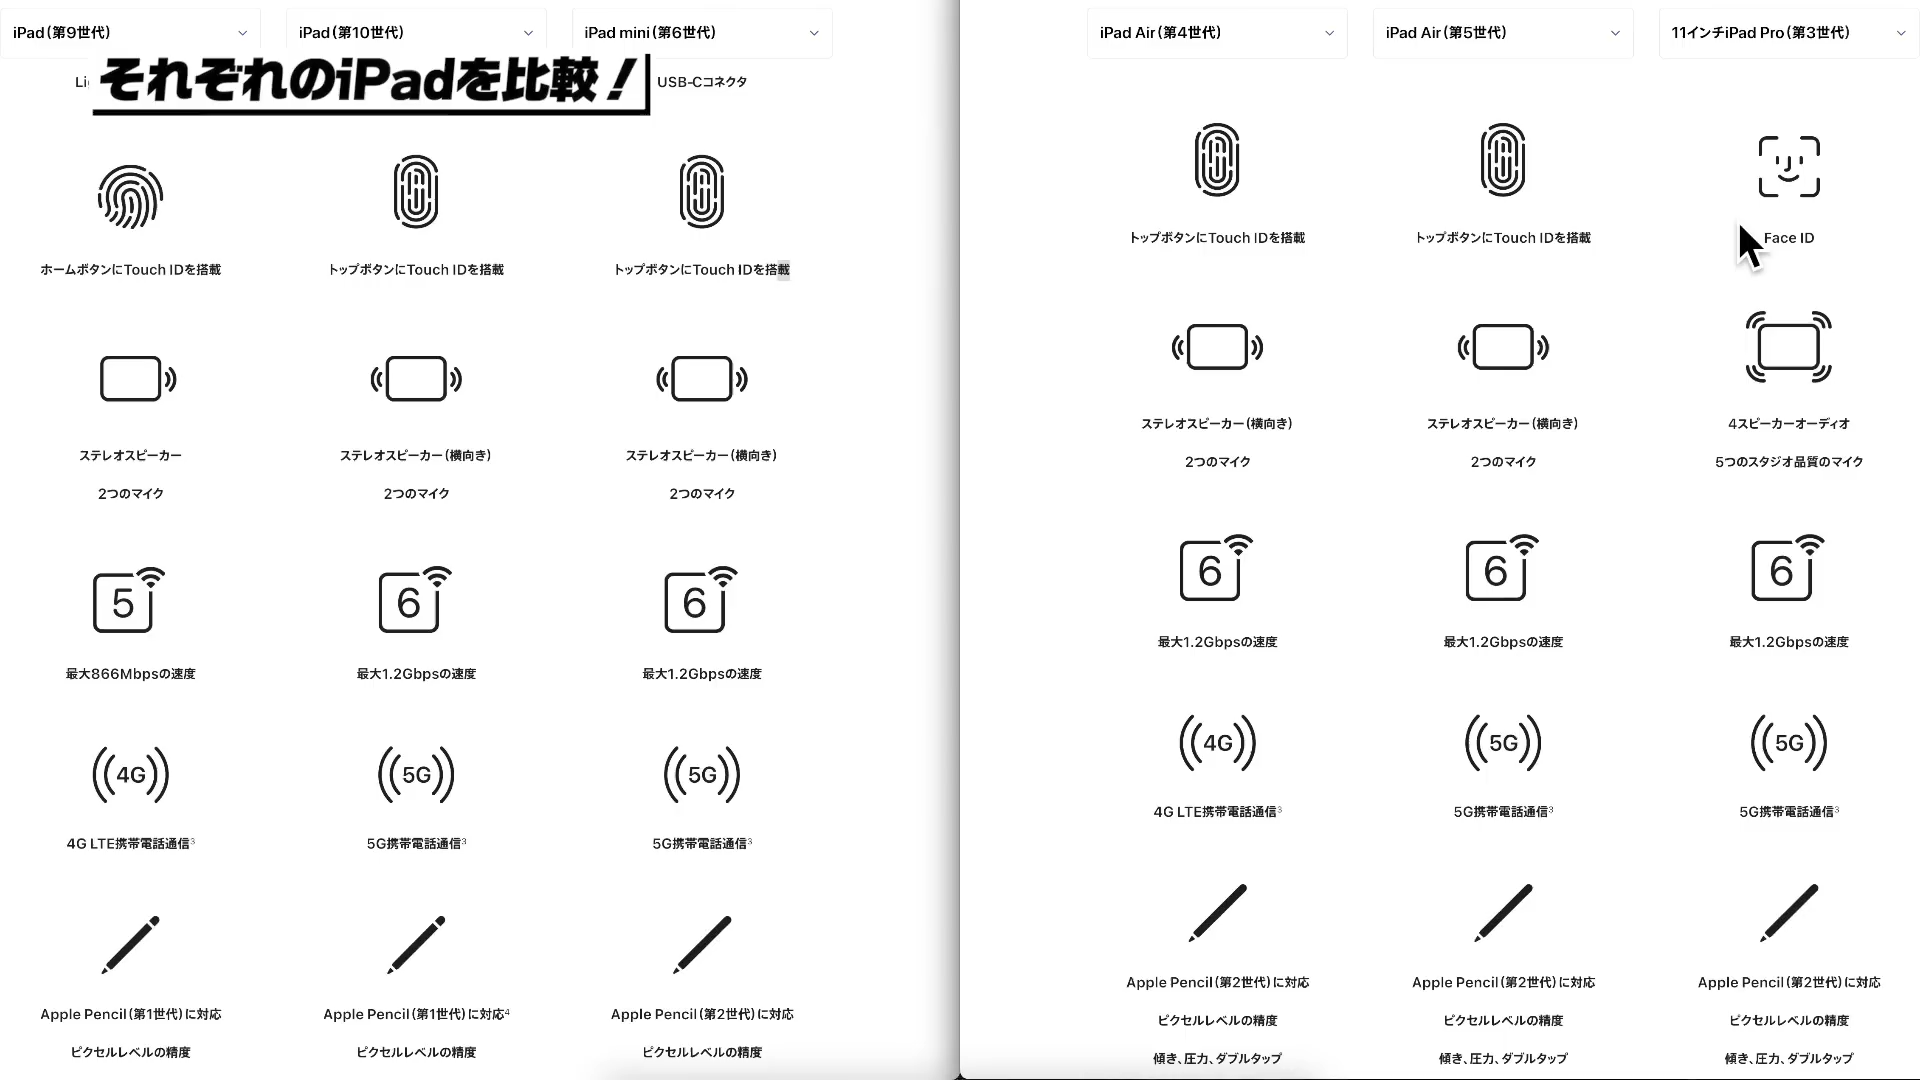 iPad(第9世代)
iPad(第10世代)
iPad mini(第6世代)
それぞれのiPadを比較！
USB-Cコネクタ
ホームボタンにTouch IDを搭載
トップボタンにTouch IDを搭載
トップボタンにTouch IDを搭載
ステレオスピーカー
ステレオスピーカー(横向き)
ステレオスピーカー(横向き)
2つのマイク
2つのマイク
2つのマイク
5
6
6
最大866Mbpsの速度
最大1.2Gbpsの速度
最大1.2Gbpsの速度
4G
5G
5G
4G LTE携帯電話通信³
5G携帯電話通信³
5G携帯電話通信³
Apple Pencil(第1世代)に対応
Apple Pencil(第1世代)に対応⁴
Apple Pencil(第2世代)に対応
ピクセルレベルの精度
ピクセルレベルの精度
ピクセルレベルの精度
iPad Air(第4世代)
iPad Air(第5世代)
11インチiPad Pro(第3世代)
トップボタンにTouch IDを搭載
トップボタンにTouch IDを搭載
Face ID
ステレオスピーカー(横向き)
ステレオスピーカー(横向き)
4スピーカーオーディオ
2つのマイク
2つのマイク
5つのスタジオ品質のマイク
6
6
6
最大1.2Gbpsの速度
最大1.2Gbpsの速度
最大1.2Gbpsの速度
4G
5G
5G
4G LTE携帯電話通信³
5G携帯電話通信³
5G携帯電話通信³
Apple Pencil(第2世代)に対応
Apple Pencil(第2世代)に対応
Apple Pencil(第2世代)に対応
ピクセルレベルの精度
ピクセルレベルの精度
ピクセルレベルの精度
傾き、圧力、ダブルタップ
傾き、圧力、ダブルタップ
傾き、圧力、ダブルタップ